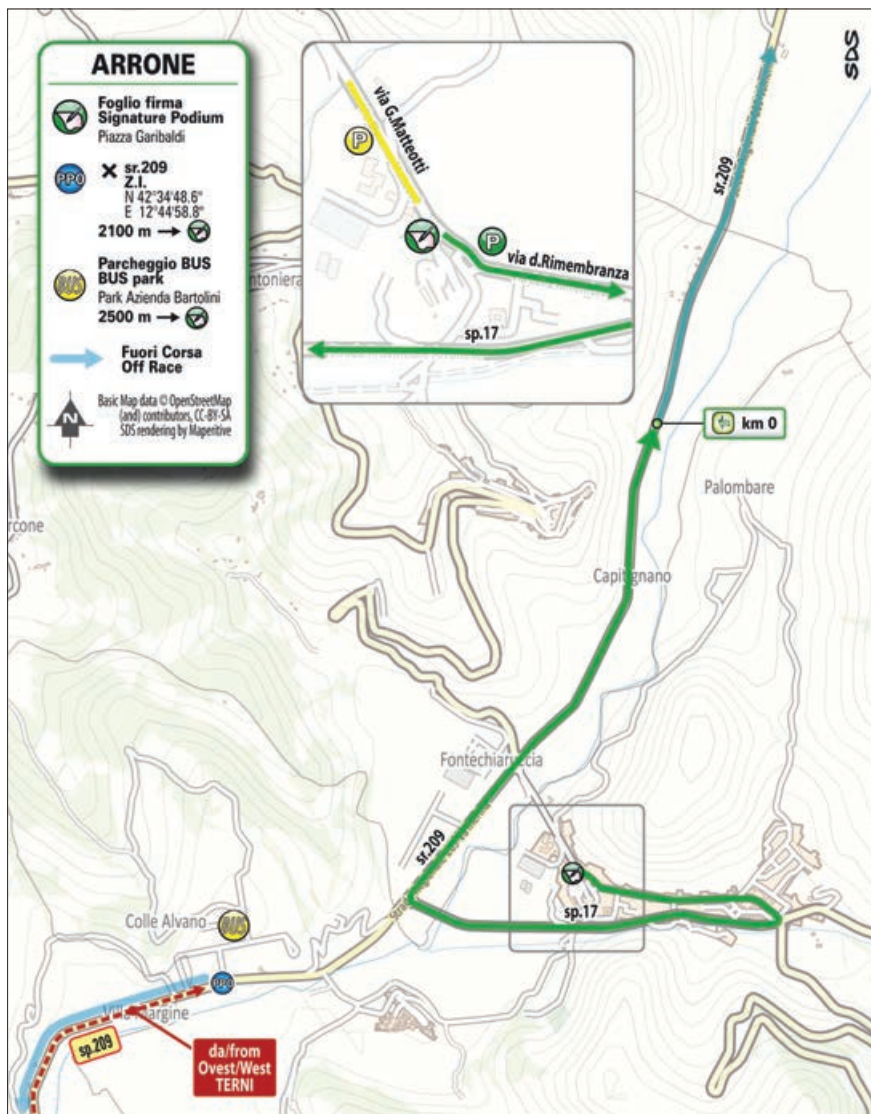 ARRONE
Foglio firma
Signature Podium
Piazza Garibaldi
PPO
sr.209
Z.I.
N 42°34'48.6"
E 12°44'58.8"
2100 m
Parcheggio BUS
BUS park
BUS
Park Azienda Bartolini
2500 m
Fuori Corsa
Off Race
N
Basic Map data © OpenStreetMap
(and) contributors, CC-BY-SA
SDS rendering by Maperitive
via G.Matteotti
P
P
via d.Rimembranza
sp.17
SDS
sr.209
km 0
Palombare
Capitignano
sr.209
sp.17
Colle Alvano
BUS
PPO
sp.209
da/from
Ovest/West
TERNI